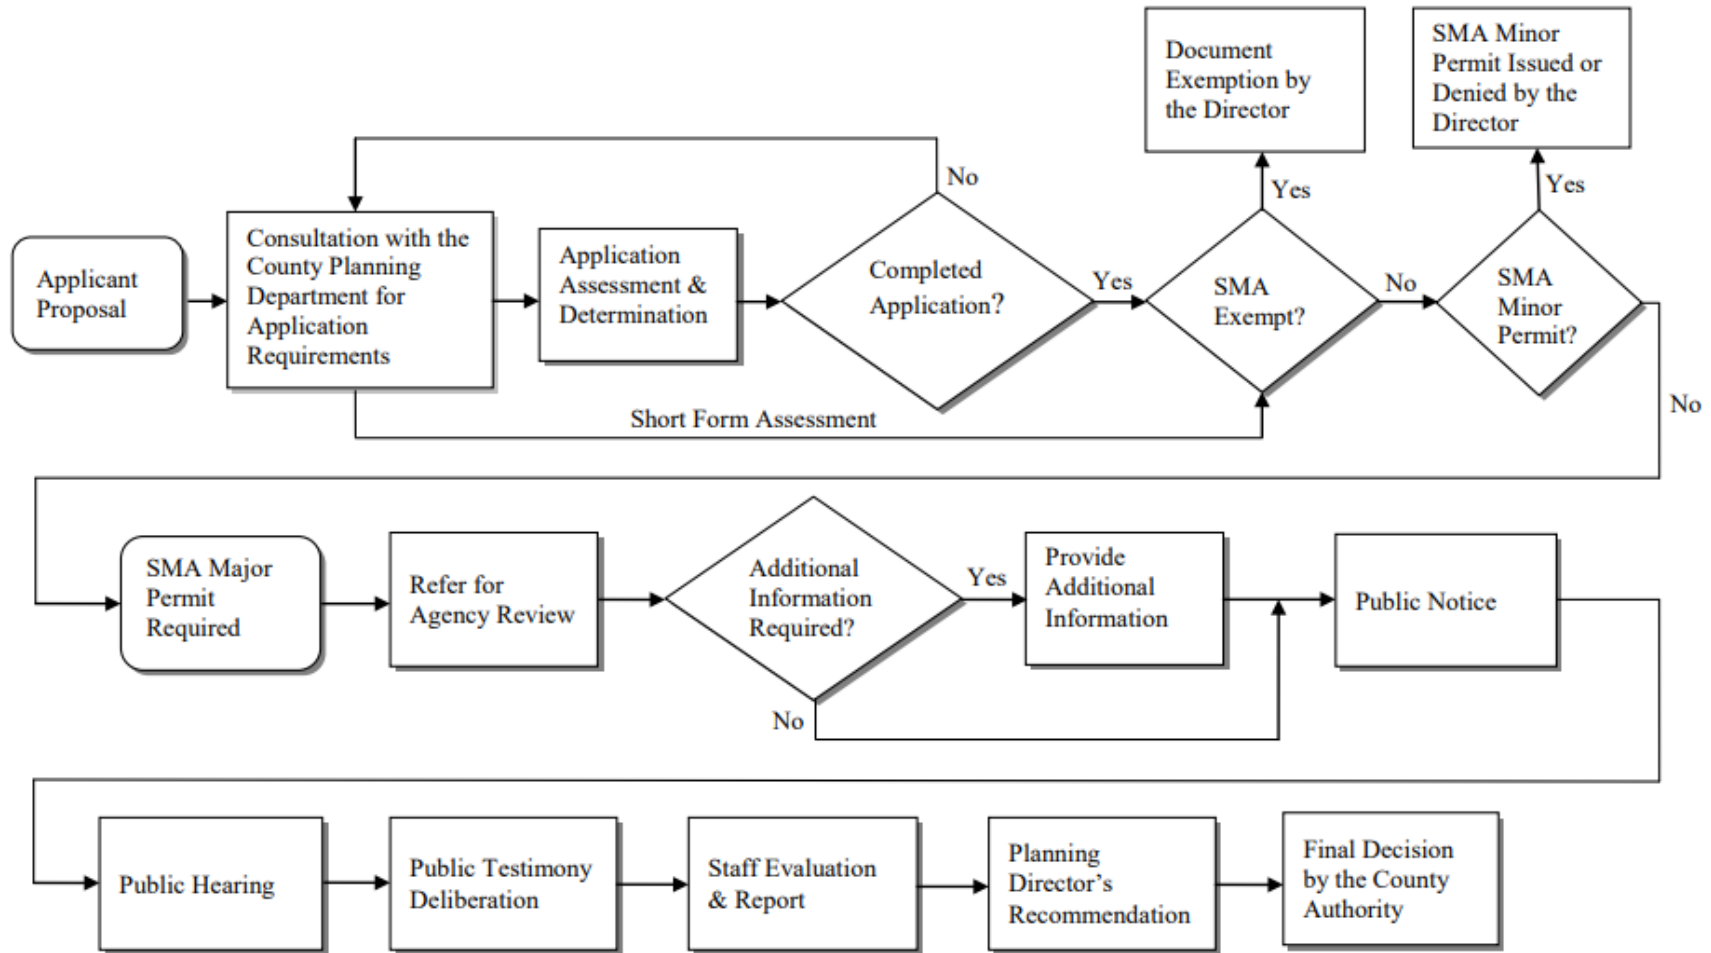 Applicant
Proposal
Consultation with the
County Planning
Department for
Application
Requirements
Application
Assessment &
Determination
Completed
Application?
No
Yes
Short Form Assessment
SMA
Exempt?
Yes
Document
Exemption by
the Director
No
SMA
Minor
Permit?
Yes
SMA Minor
Permit Issued or
Denied by the
Director
No
SMA Major
Permit
Required
Refer for
Agency Review
Additional
Information
Required?
Yes
No
Provide
Additional
Information
Public Notice
Public Hearing
Public Testimony
Deliberation
Staff Evaluation
& Report
Planning
Director’s
Recommendation
Final Decision
by the County
Authority